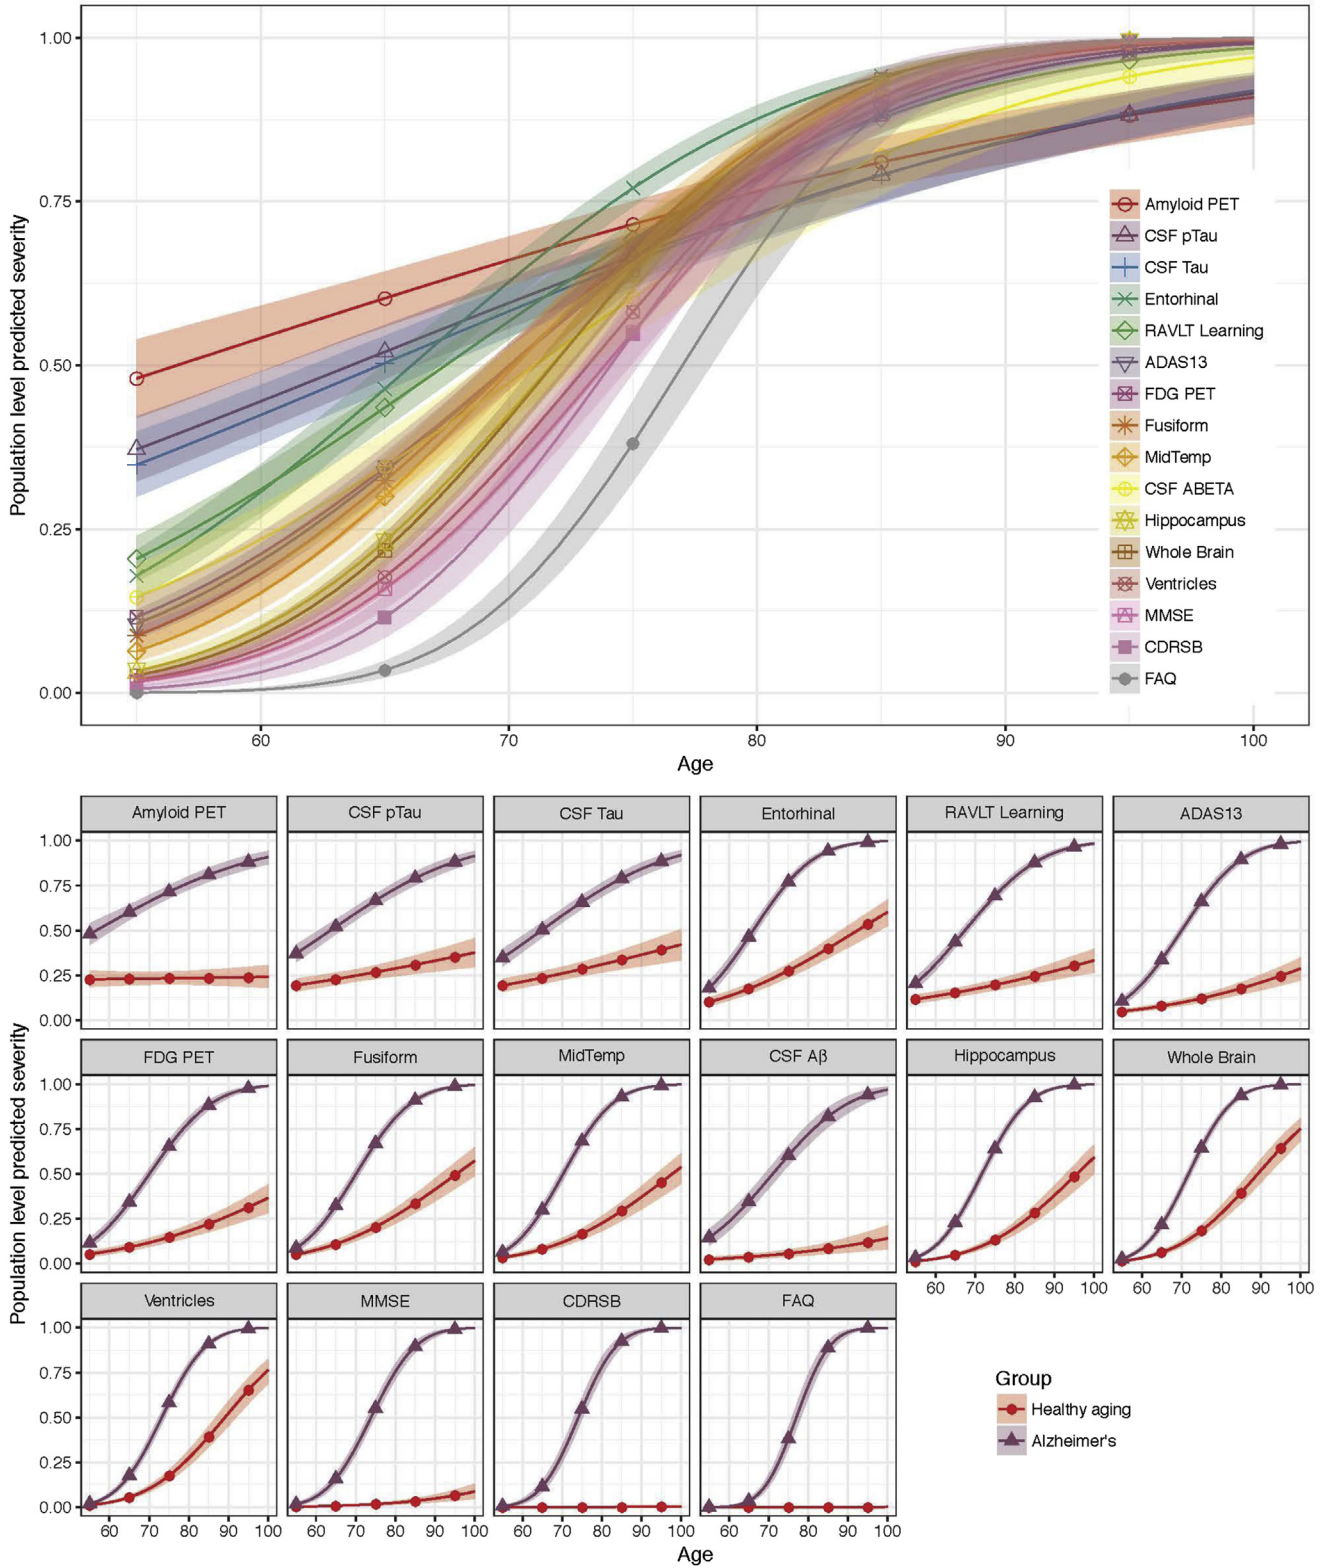 Population level predicted severity
1.00
0.75
0.50
0.25
0.00
60 70 80 90 100
Age
Amyloid PET
CSF pTau
CSF Tau
Entorhinal
RAVLT Learning
ADAS13
FDG PET
Fusiform
MidTemp
CSF ABETA
Hippocampus
Whole Brain
Ventricles
MMSE
CDRSB
FAQ
Population level predicted severity
Amyloid PET CSF pTau CSF Tau Entorhinal RAVLT Learning ADAS13
1.00
0.75
0.50
0.25
0.00
FDG PET Fusiform MidTemp CSF Aβ Hippocampus Whole Brain
1.00
0.75
0.50
0.25
0.00
60 70 80 90 100 60 70 80 90 100
Ventricles MMSE CDRSB FAQ
1.00
0.75
0.50
0.25
0.00
60 70 80 90 100 60 70 80 90 100 60 70 80 90 100 60 70 80 90 100
Age
Group
Healthy aging
Alzheimer's